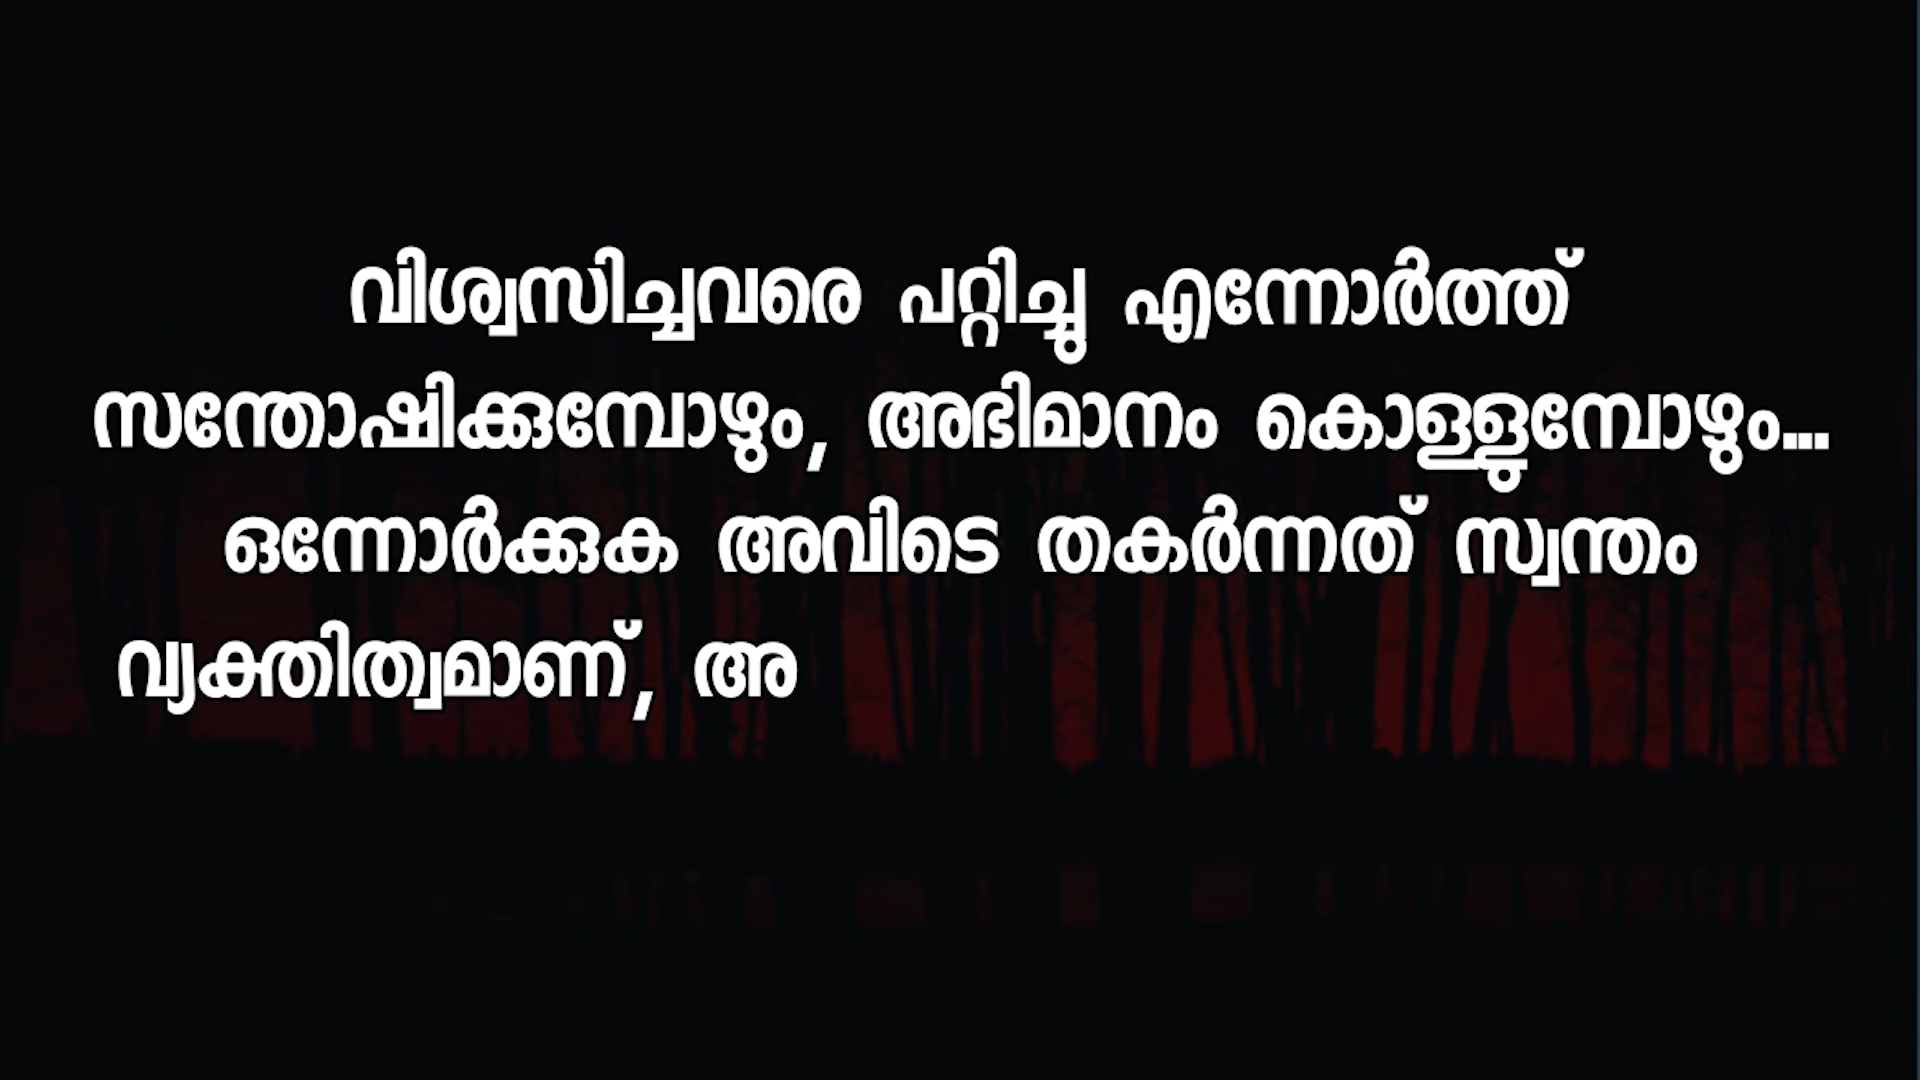 വിശ്വസിച്ചവരെ പറ്റിച്ചു എന്നോർത്ത്
സന്തോഷിക്കുമ്പോഴും, അഭിമാനം കൊള്ളുമ്പോഴും...
ഒന്നോർക്കുക അവിടെ തകർന്നത് സ്വന്തം
വ്യക്തിത്വമാണ്, അ